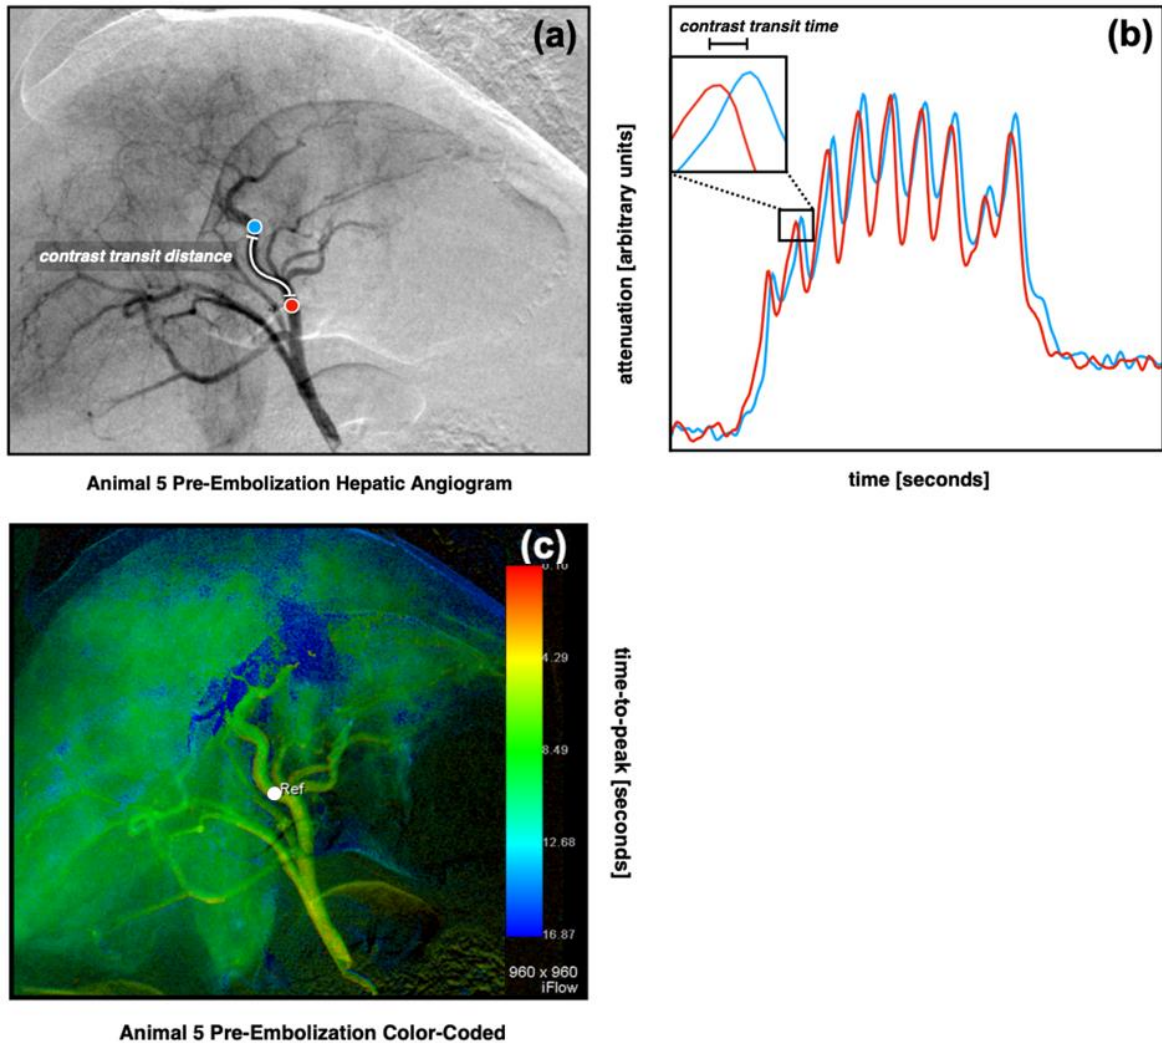 (a)
contrast transit distance
Animal 5 Pre-Embolization Hepatic Angiogram
contrast transit time
(b)
attenuation [arbitrary units]
time [seconds]
(c)
4.29
8.49
12.68
16.87
Ref
960 x 960
iFlow
time-to-peak [seconds]
Animal 5 Pre-Embolization Color-Coded